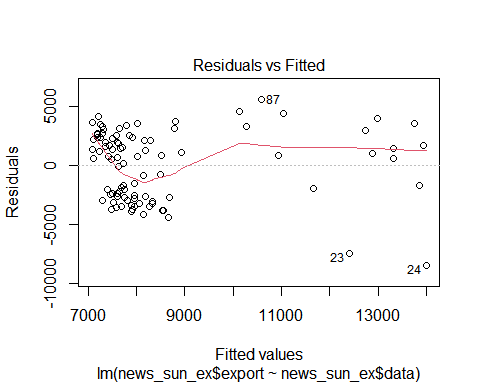 Residuals vs Fitted
Residuals
5000
0
-5000
-10000
87
23
24
7000 9000 11000 13000
Fitted values
lm(news_sun_ex$export ~ news_sun_ex$data)